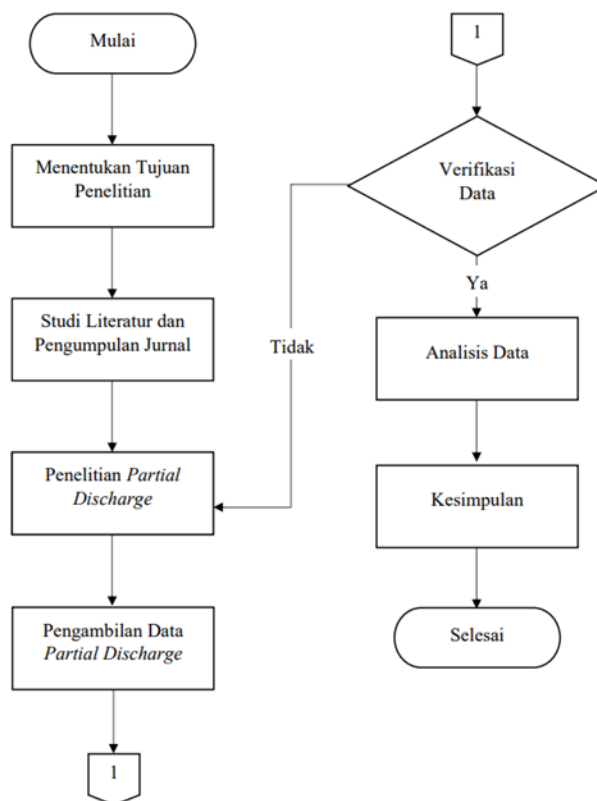 Mulai
Menentukan Tujuan
Penelitian
Studi Literatur dan
Pengumpulan Jurnal
Penelitian Partial
Discharge
Pengambilan Data
Partial Discharge
1
1
Verifikasi
Data
Tidak
Ya
Analisis Data
Kesimpulan
Selesai